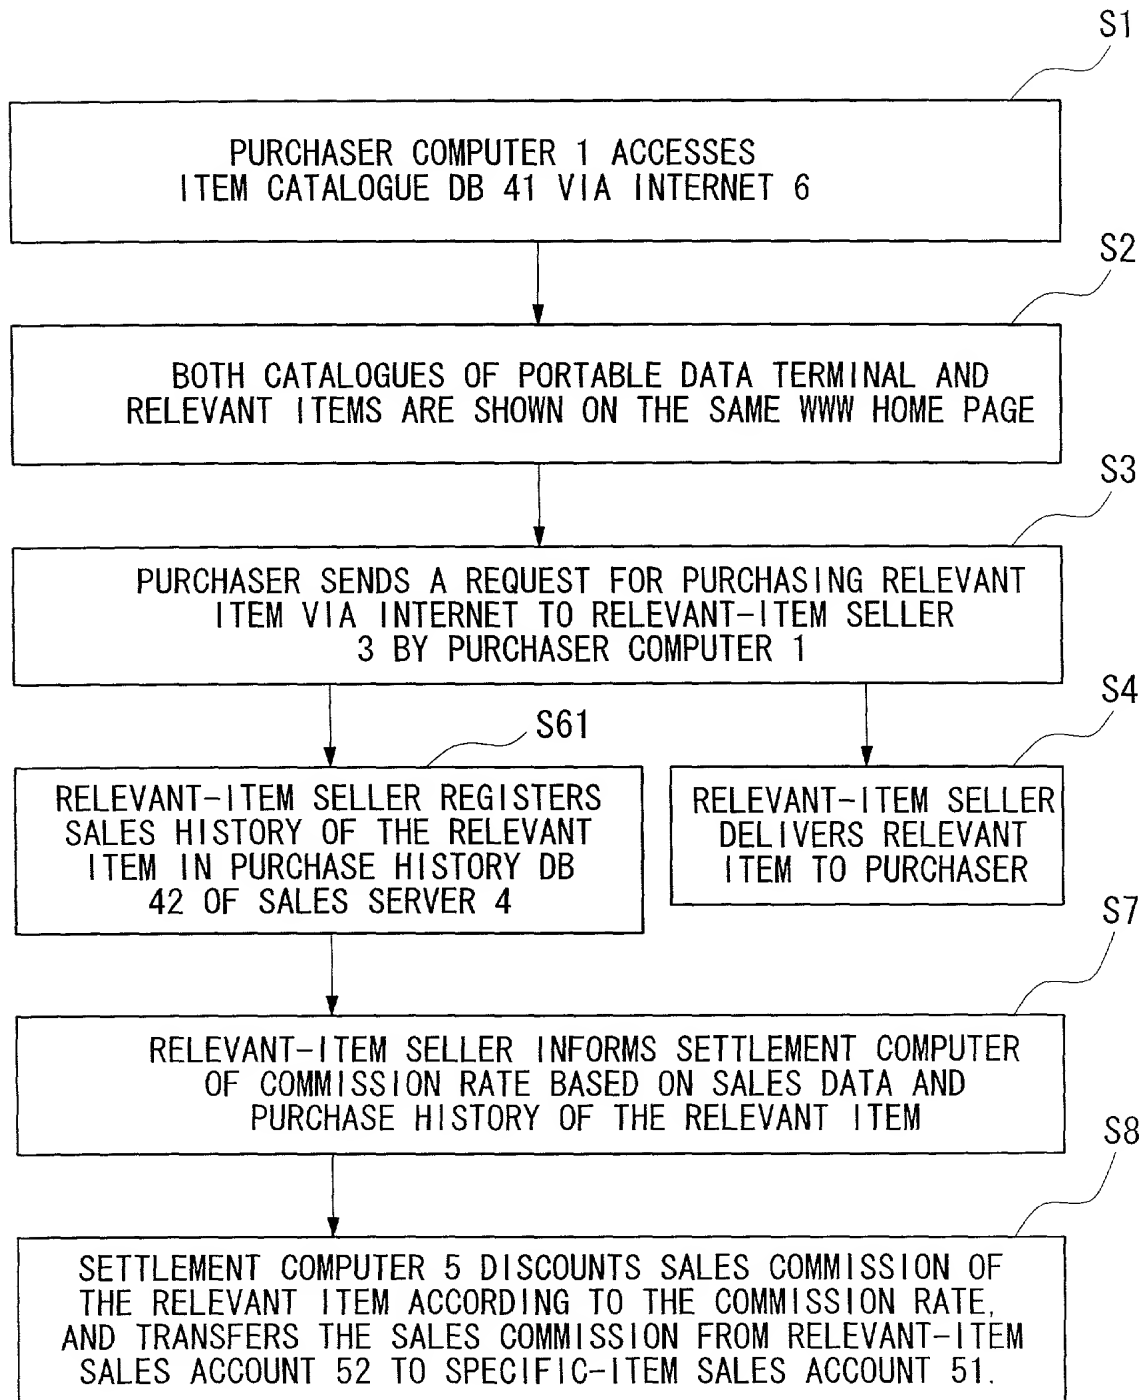 S1
PURCHASER COMPUTER 1 ACCESSES
ITEM CATALOGUE DB 41 VIA INTERNET 6
S2
BOTH CATALOGUES OF PORTABLE DATA TERMINAL AND
RELEVANT ITEMS ARE SHOWN ON THE SAME WWW HOME PAGE
S3
PURCHASER SENDS A REQUEST FOR PURCHASING RELEVANT
ITEM VIA INTERNET TO RELEVANT-ITEM SELLER
3 BY PURCHASER COMPUTER 1
S61
RELEVANT-ITEM SELLER REGISTERS
SALES HISTORY OF THE RELEVANT
ITEM IN PURCHASE HISTORY DB
42 OF SALES SERVER 4
S4
RELEVANT-ITEM SELLER
DELIVERS RELEVANT
ITEM TO PURCHASER
S7
RELEVANT-ITEM SELLER INFORMS SETTLEMENT COMPUTER
OF COMMISSION RATE BASED ON SALES DATA AND
PURCHASE HISTORY OF THE RELEVANT ITEM
S8
SETTLEMENT COMPUTER 5 DISCOUNTS SALES COMMISSION OF
THE RELEVANT ITEM ACCORDING TO THE COMMISSION RATE,
AND TRANSFERS THE SALES COMMISSION FROM RELEVANT-ITEM
SALES ACCOUNT 52 TO SPECIFIC-ITEM SALES ACCOUNT 51.